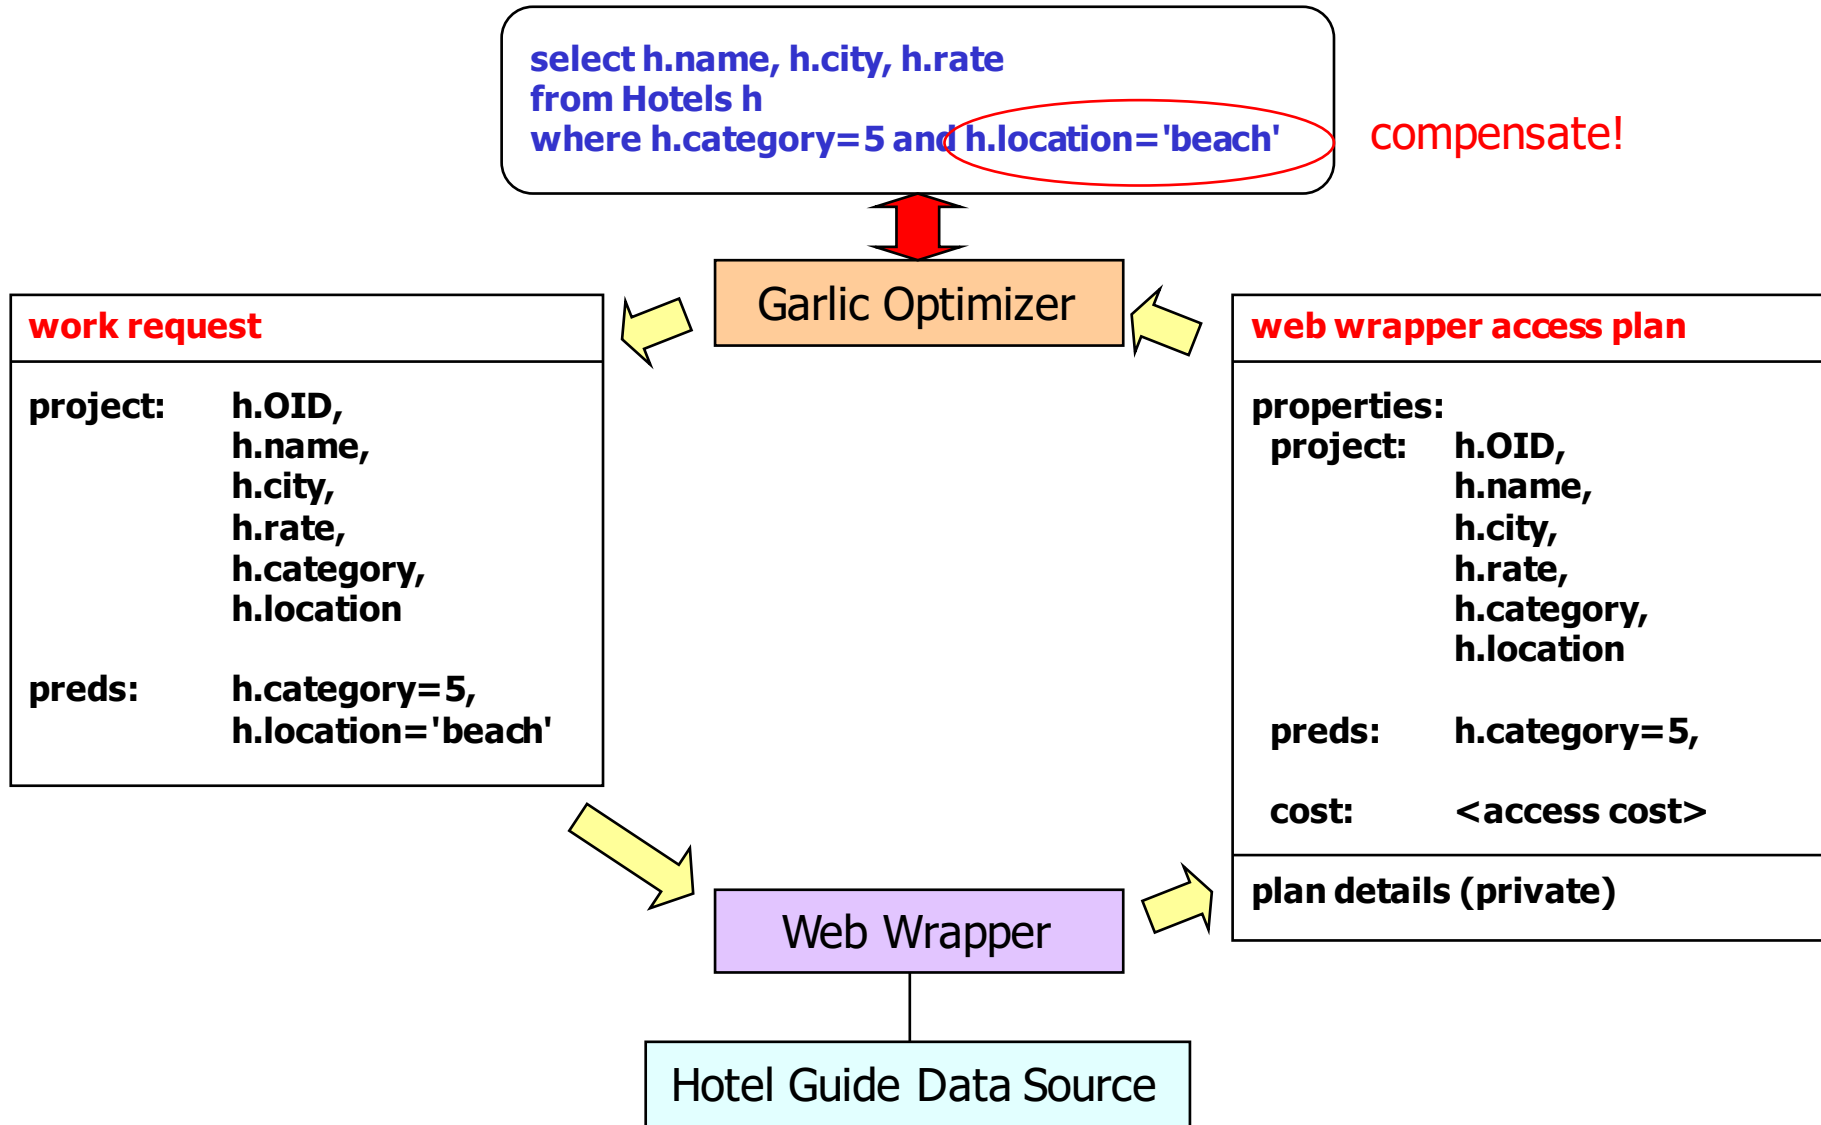 select h.name, h.city, h.rate
from Hotels h
where h.category=5 and h.location='beach'
compensate!
Garlic Optimizer
work request
project: h.OID,
h.name,
h.city,
h.rate,
h.category,
h.location
preds: h.category=5,
h.location='beach'
web wrapper access plan
properties:
project: h.OID,
h.name,
h.city,
h.rate,
h.category,
h.location
preds: h.category=5,
cost: <access cost>
plan details (private)
Web Wrapper
Hotel Guide Data Source